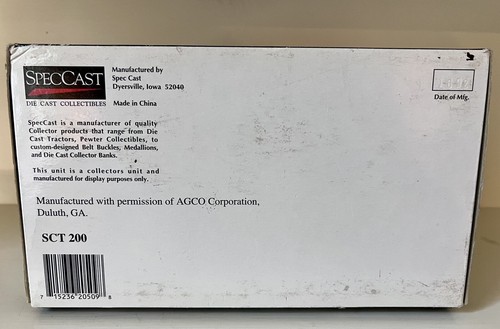 SPECCAST
DIE CAST COLLECTIBLES
Manufactured by
Spec Cast
Dyersville, Iowa 52040
Made in China
Date of Mfg.
SpecCast is a manufacturer of quality
Collector products that range from Die
Cast Tractors, Pewter Collectibles, to
custom-designed Belt Buckles, Medallions,
and Die Cast Collector Banks.
This unit is a collectors unit and
manufactured for display purposes only.
Manufactured with permission of AGCO Corporation,
Duluth, GA.
SCT 200
7 15236 20509 8